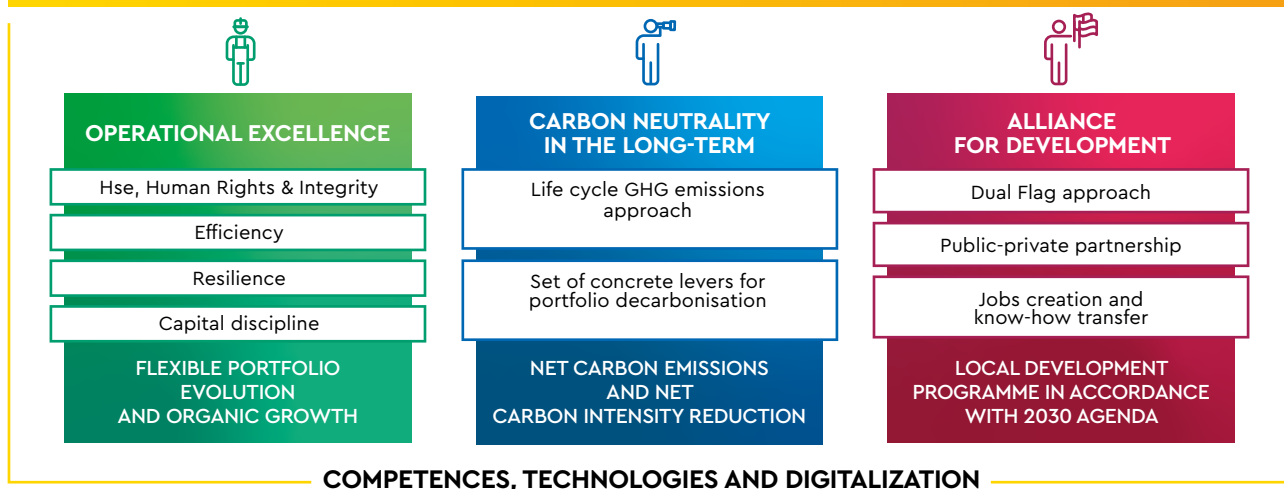 OPERATIONAL EXCELLENCE
Hse, Human Rights & Integrity
Efficiency
Resilience
Capital discipline
FLEXIBLE PORTFOLIO
EVOLUTION
AND ORGANIC GROWTH
CARBON NEUTRALITY
IN THE LONG-TERM
Life cycle GHG emissions
approach
Set of concrete levers for
portfolio decarbonisation
NET CARBON EMISSIONS
AND NET
CARBON INTENSITY REDUCTION
ALLIANCE
FOR DEVELOPMENT
Dual Flag approach
Public-private partnership
Jobs creation and
know-how transfer
LOCAL DEVELOPMENT
PROGRAMME IN ACCORDANCE
WITH 2030 AGENDA
COMPETENCES, TECHNOLOGIES AND DIGITALIZATION